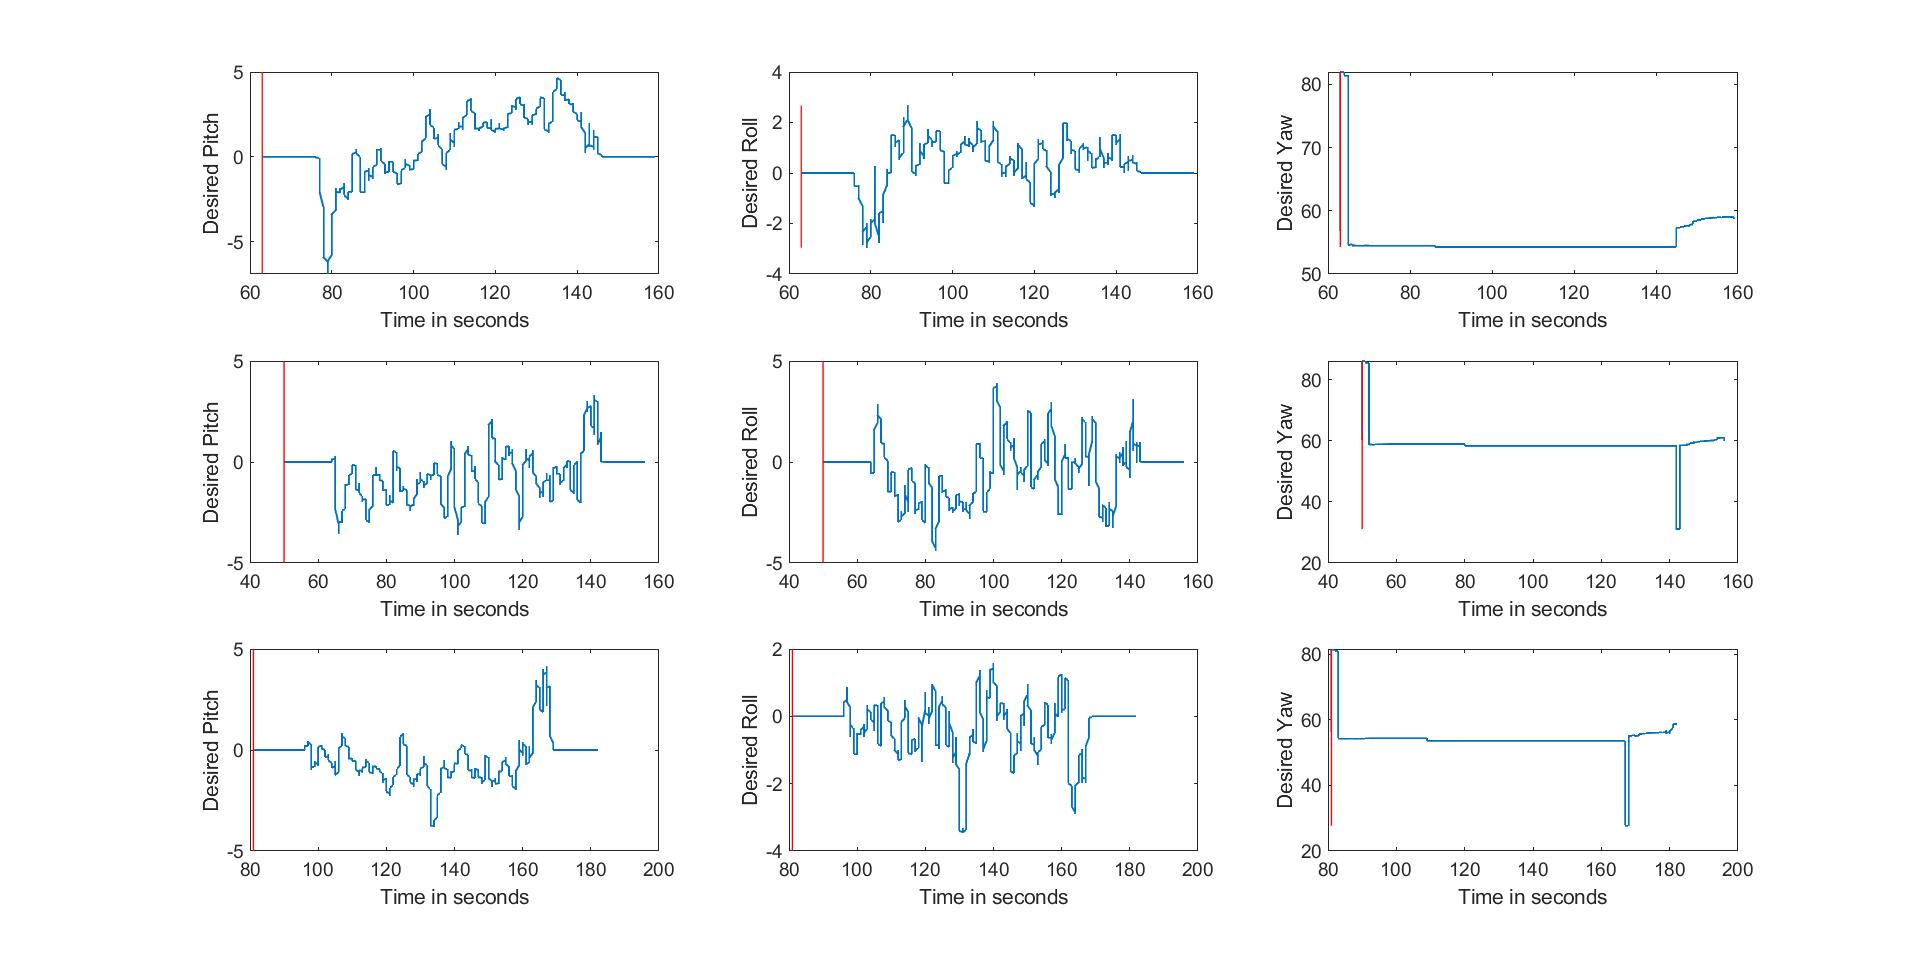 5
0
-5
Desired Pitch
60 80 100 120 140 160
Time in seconds
4
2
0
-2
-4
Desired Roll
60 80 100 120 140 160
Time in seconds
80
70
60
50
Desired Yaw
60 80 100 120 140 160
Time in seconds
5
0
-5
Desired Pitch
40 60 80 100 120 140 160
Time in seconds
5
0
-5
Desired Roll
40 60 80 100 120 140 160
Time in seconds
80
60
40
20
Desired Yaw
40 60 80 100 120 140 160
Time in seconds
5
0
-5
Desired Pitch
80 100 120 140 160 180 200
Time in seconds
2
0
-2
-4
Desired Roll
80 100 120 140 160 180 200
Time in seconds
80
60
40
20
Desired Yaw
80 100 120 140 160 180 200
Time in seconds